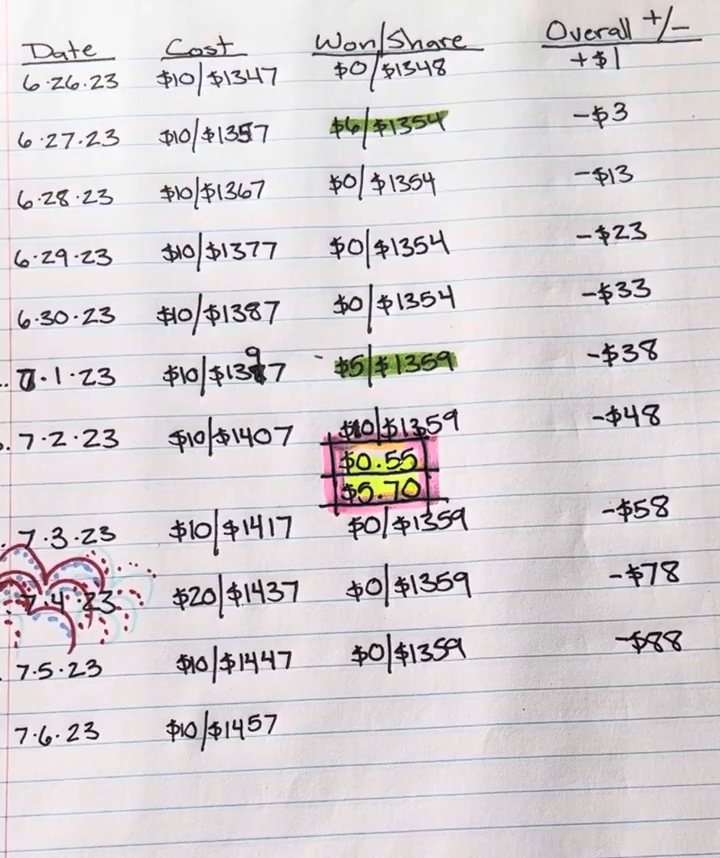 Date Cost Won/Share Overall +/-
6.26.23 $10/$1347 $0/$1348 +$1
6.27.23 $10/$1357 $6/$1354 -$3
6.28.23 $10/$1367 $0/$1354 -$13
6.29.23 $10/$1377 $0/$1354 -$23
6.30.23 $10/$1387 $0/$1354 -$33
7.1.23 $10/$1397 $5/$1359 -$38
7.2.23 $10/$1407 $0/$1359 -$48
$0.55
$5.70
7.3.23 $10/$1417 $0/$1359 -$58
7.4.23 $20/$1437 $0/$1359 -$78
7.5.23 $10/$1447 $0/$1359 -$88
7.6.23 $10/$1457